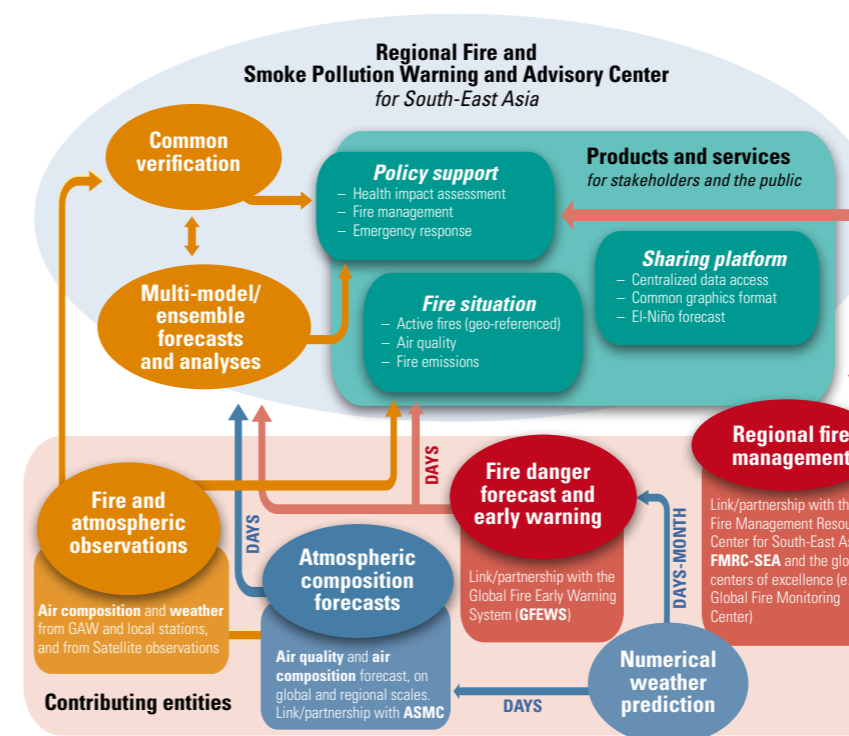 Regional Fire and
Smoke Pollution Warning and Advisory Center
for South-East Asia
Common
verification
Policy support
– Health impact assessment
– Fire management
– Emergency response
Products and services
for stakeholders and the public
Sharing platform
– Centralized data access
– Common graphics format
– El-Niño forecast
Multi-model/
ensemble
forecasts
and analyses
Fire situation
– Active fires (geo-referenced)
– Air quality
– Fire emissions
Regional fire
management
Link/partnership with
Fire Management
Center for South-East
FMRC-SEA and the
centers of excellence
Global Fire Monitoring
Center)
Fire danger
forecast and
early warning
Link/partnership with the
Global Fire Early Warning
System (GFEWS)
DAYS
DAYS
DAYS-MONTH
Fire and
atmospheric
observations
Air composition and weather
from GAW and local stations,
and from Satellite observations
Atmospheric
composition
forecasts
Air quality and air
composition forecast, on
global and regional scales.
Link/partnership with ASMC
Numerical
weather
prediction
DAYS
Contributing entities